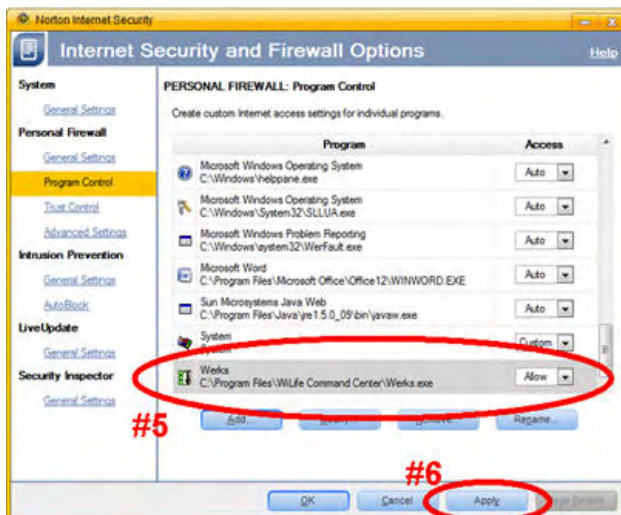 Norton Internet Security
Internet Security and Firewall Options
Help
System
General Settings
Personal Firewall
General Settings
Program Control
Trust Control
Advanced Settings
Intrusion Prevention
General Settings
AutoBlock
LiveUpdate
General Settings
Security Inspector
General Settings
PERSONAL FIREWALL: Program Control
Create custom Internet access settings for individual programs.
Program Access
Microsoft Windows Operating System
C:\Windows\helppane.exe
Auto
Microsoft Windows Operating System
C:\Windows\System32\SLLUA.exe
Auto
Microsoft Windows Problem Reporting
C:\Windows\system32\WerFault.exe
Auto
Microsoft Word
C:\Program Files\Microsoft Office\Office12\WINWORD.EXE
Auto
Sun Microsystems Java Web
C:\Program Files\Java\jre1.5.0_09\bin\javaw.exe
Auto
System
System
Custom
Werks
C:\Program Files\WiLife Command Center\Werks.exe
Allow
#5
Add... Rename...
#6
OK Cancel Apply